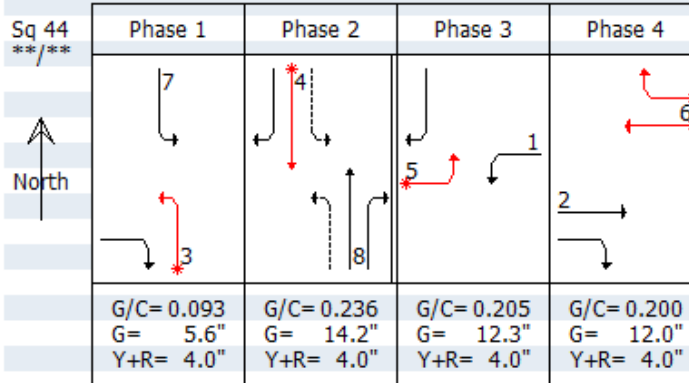 Sq 44 Phase 1 Phase 2 Phase 3 Phase 4
**/**
North
7
3
4
8
5
1
6
2
G/C= 0.093 G/C= 0.236 G/C= 0.205 G/C= 0.200
G= 5.6" G= 14.2" G= 12.3" G= 12.0"
Y+R= 4.0" Y+R= 4.0" Y+R= 4.0" Y+R= 4.0"